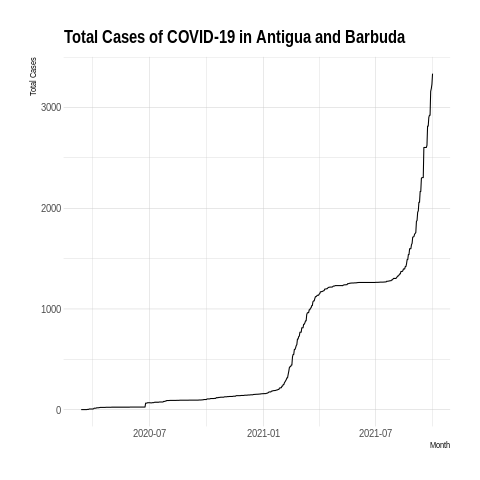 Total Cases of COVID-19 in Antigua and Barbuda
Total Cases
3000
2000
1000
0
2020-07
2021-01
2021-07
Month